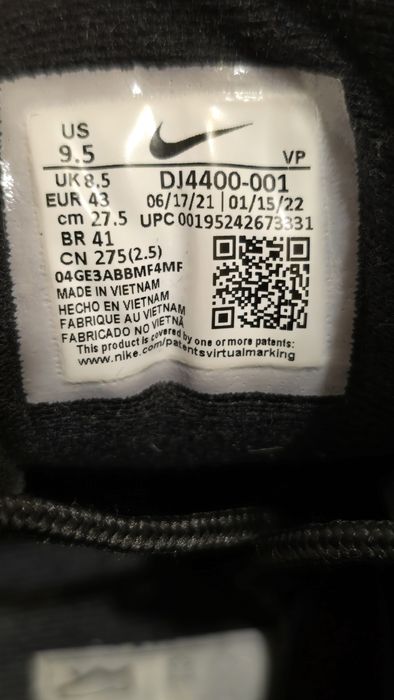 US
9.5
VP
UK 8.5
DJ4400-001
EUR 43
06/17/21 | 01/15/22
cm 27.5
UPC 00195242673331
BR 41
CN 275(2.5)
04GE3ABBMF4MF
MADE IN VIETNAM
HECHO EN VIETNAM
FABRIQUE AU VIETNAM
FABRICADO NO VIETNÃ
This product is covered by one or more patents:
www.nike.com/patentsvirtualmarking